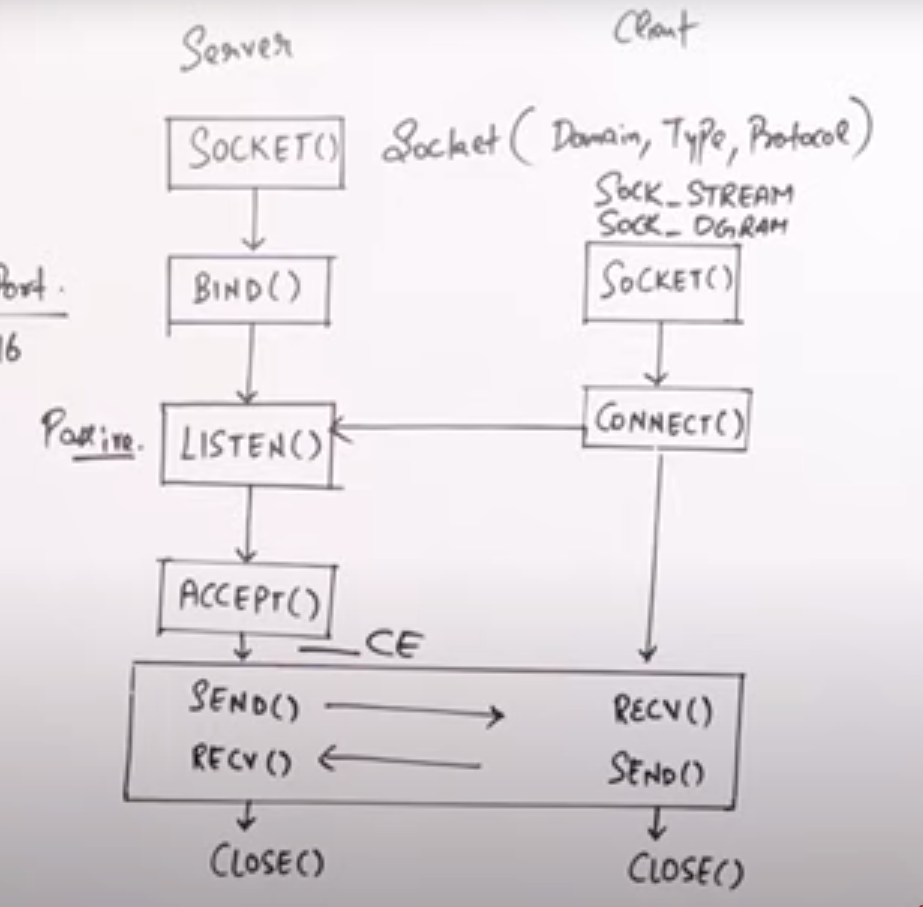 Server
Client
SOCKET()
Socket( Domain, Type, Protocol)
SOCK_STREAM
SOCK_DGRAM
Port.
16
BIND()
SOCKET()
Passive.
LISTEN()
CONNECT()
ACCEPT()
CE
SEND()
RECV()
RECV()
SEND()
CLOSE()
CLOSE()